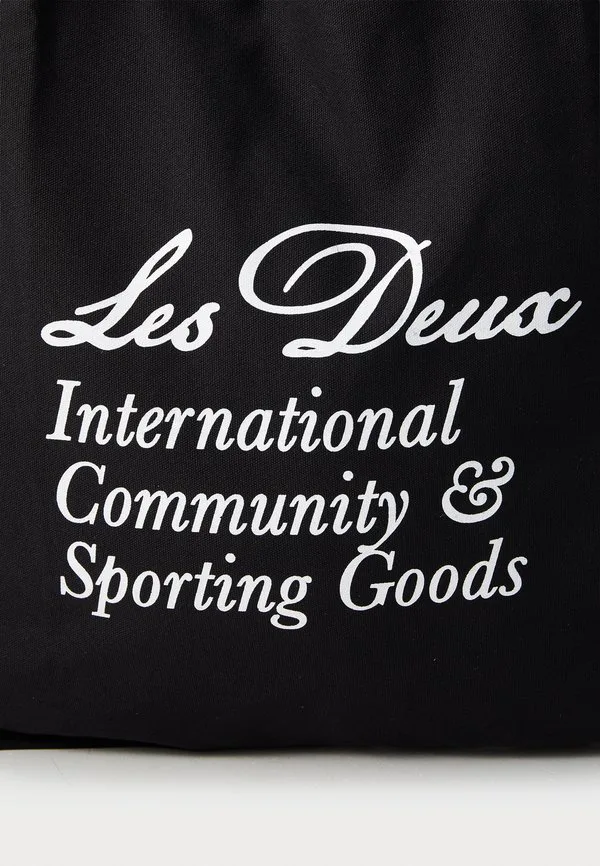 Les Deux
International
Community &
Sporting Goods